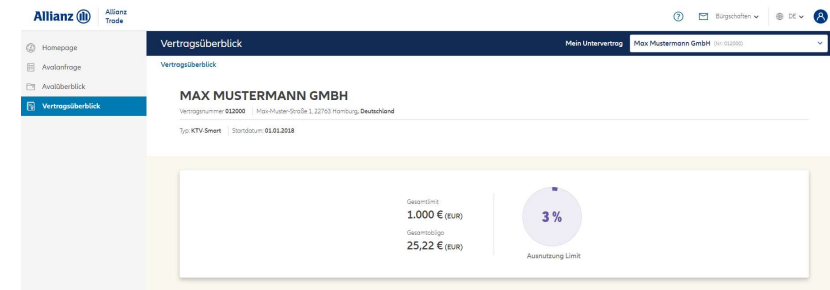 Allianz
Allianz
Trade
Bürgschaften
DE
Homepage
Avalanfrage
Avalüberblick
Vertragsüberblick
Vertragsüberblick
Mein Untervertrag
Max Mustermann GmbH (Nr: 012000)
Vertragsüberblick
MAX MUSTERMANN GMBH
Vertragsnummer 012000 | Max-Muster-Straße 1, 22763 Hamburg, Deutschland
Typ: KTV-Smart | Startdatum: 01.01.2018
Gesamtlimit
1.000 € (EUR)
Gesamtobligo
25,22 € (EUR)
3 %
Ausnutzung Limit